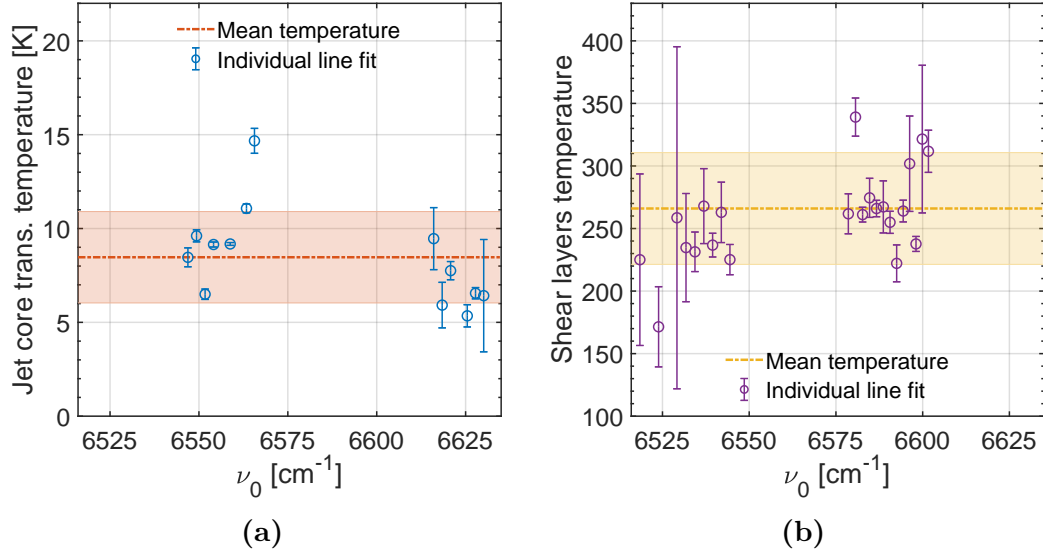 Jet core trans. temperature [K]
20
15
10
5
0
Mean temperature
Individual line fit
6525 6550 6575 6600 6625
ν0 [cm-1]
(a)
Shear layers temperature
400
350
300
250
200
150
100
Mean temperature
Individual line fit
6525 6550 6575 6600 6625
ν0 [cm-1]
(b)